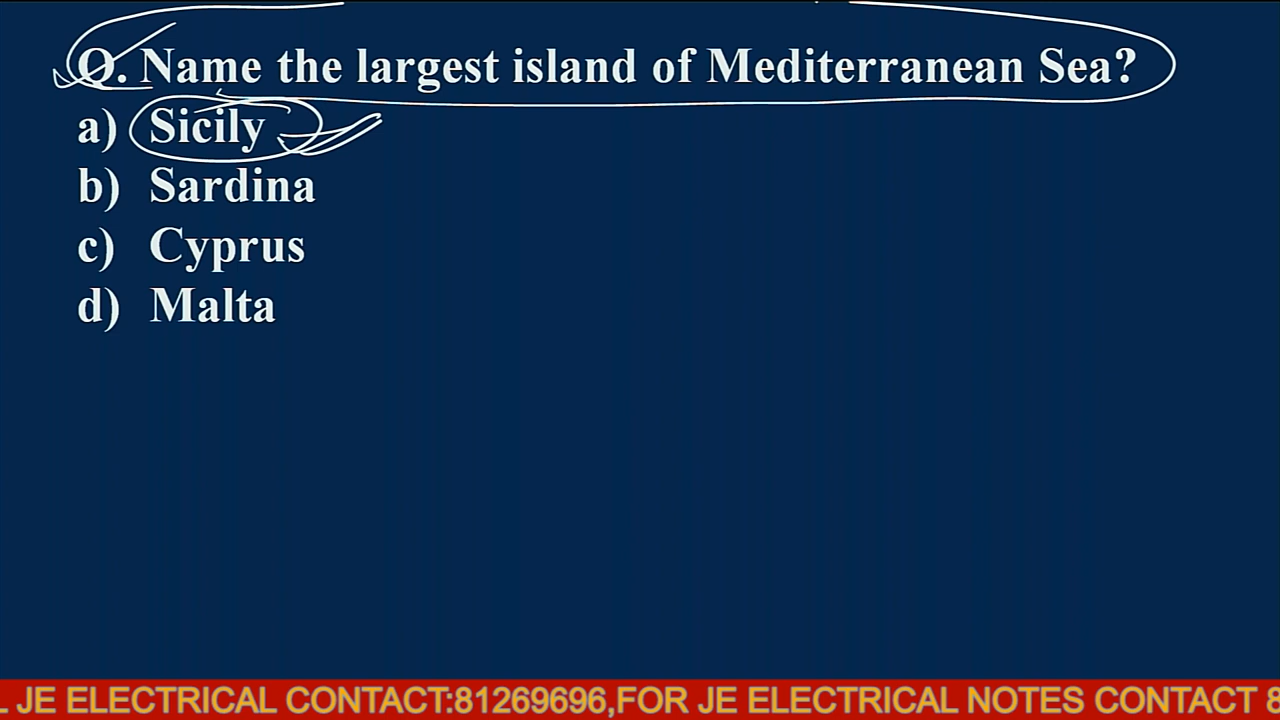 Q. Name the largest island of Mediterranean Sea?
a) Sicily
b) Sardina
c) Cyprus
d) Malta
L JE ELECTRICAL CONTACT:81269696,FOR JE ELECTRICAL NOTES CONTACT 8